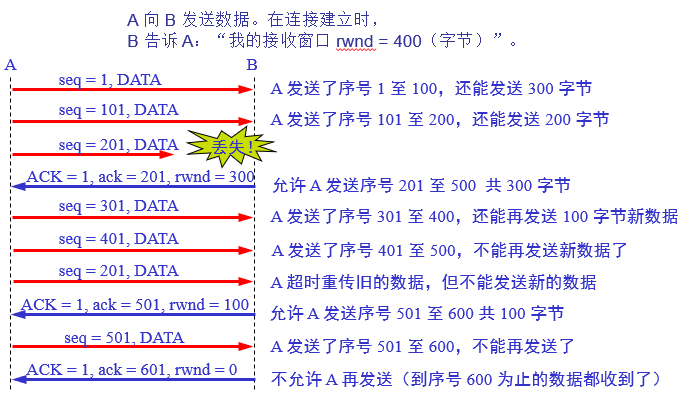 A 向 B 发送数据。在连接建立时，
B 告诉 A：“我的接收窗口 rwnd = 400（字节）”。
A B
seq = 1, DATA
A 发送了序号 1 至 100，还能发送 300 字节
seq = 101, DATA
A 发送了序号 101 至 200，还能发送 200 字节
seq = 201, DATA
丢失！
ACK = 1, ack = 201, rwnd = 300
允许 A 发送序号 201 至 500 共 300 字节
seq = 301, DATA
A 发送了序号 301 至 400，还能再发送 100 字节新数据
seq = 401, DATA
A 发送了序号 401 至 500，不能再发送新数据了
seq = 201, DATA
A 超时重传旧的数据，但不能发送新的数据
ACK = 1, ack = 501, rwnd = 100
允许 A 发送序号 501 至 600 共 100 字节
seq = 501, DATA
A 发送了序号 501 至 600，不能再发送了
ACK = 1, ack = 601, rwnd = 0
不允许 A 再发送（到序号 600 为止的数据都收到了）